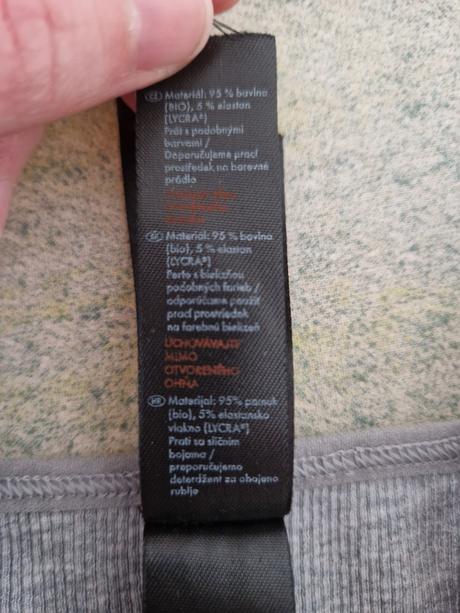 CZ Materiál: 95 % bavlna
(BIO), 5 % elastan
(LYCRA®)
Prát s podobnými
barvami /
Doporučujeme prací
prostředek na barevné
prádlo
SK Materiál: 95 % bavlna
(bio), 5 % elastan
(LYCRA®)
Perte s bielizňou
podobných farieb /
odporúčame použiť
prací prostriedok
na farebnú bielizeň
UCHOVÁVAJTE
MIMO
OTVORENÉHO
OHŇA
HR Materijal: 95% pamuk
(bio), 5% elastansko
vlakno (LYCRA®)
Prati sa sličnim
bojama /
preporučujemo
deterdžent za obojeno
rublje